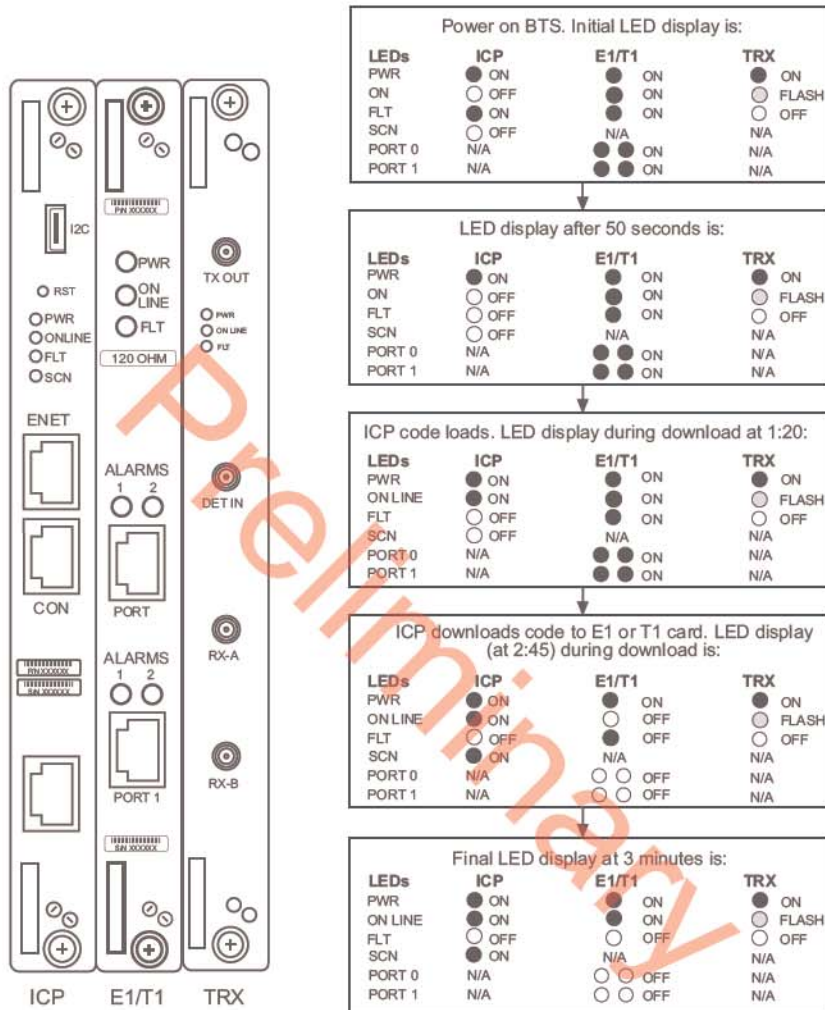 I2C
RST
PWR
ONLINE
FLT
SCN
ENET
CON
P/N XXXXXX
S/N XXXXXX
ICP
P/N XXXXXX
PWR
ON
LINE
FLT
120 OHM
ALARMS
1 2
PORT
ALARMS
1 2
PORT 1
S/N XXXXXX
E1/T1
TX OUT
PWR
ON LINE
FLT
DET IN
RX-A
RX-B
TRX
Power on BTS. Initial LED display is:
LEDs ICP E1/T1 TRX
PWR ON ON ON
ON OFF ON FLASH
FLT ON ON OFF
SCN OFF N/A N/A
PORT 0 N/A ON N/A
PORT 1 N/A ON N/A
LED display after 50 seconds is:
LEDs ICP E1/T1 TRX
PWR ON ON ON
ON OFF ON FLASH
FLT OFF ON OFF
SCN OFF N/A N/A
PORT 0 N/A ON N/A
PORT 1 N/A ON N/A
ICP code loads. LED display during download at 1:20:
LEDs ICP E1/T1 TRX
PWR ON ON ON
ON LINE ON ON FLASH
FLT OFF ON OFF
SCN OFF N/A N/A
PORT 0 N/A ON N/A
PORT 1 N/A ON N/A
ICP downloads code to E1 or T1 card. LED display
(at 2:45) during download is:
LEDs ICP E1/T1 TRX
PWR ON ON ON
ON LINE ON OFF FLASH
FLT OFF OFF OFF
SCN ON N/A N/A
PORT 0 N/A OFF N/A
PORT 1 N/A OFF N/A
Final LED display at 3 minutes is:
LEDs ICP E1/T1 TRX
PWR ON ON ON
ON LINE ON ON FLASH
FLT OFF OFF OFF
SCN ON N/A N/A
PORT 0 N/A OFF N/A
PORT 1 N/A OFF N/A
Preliminary